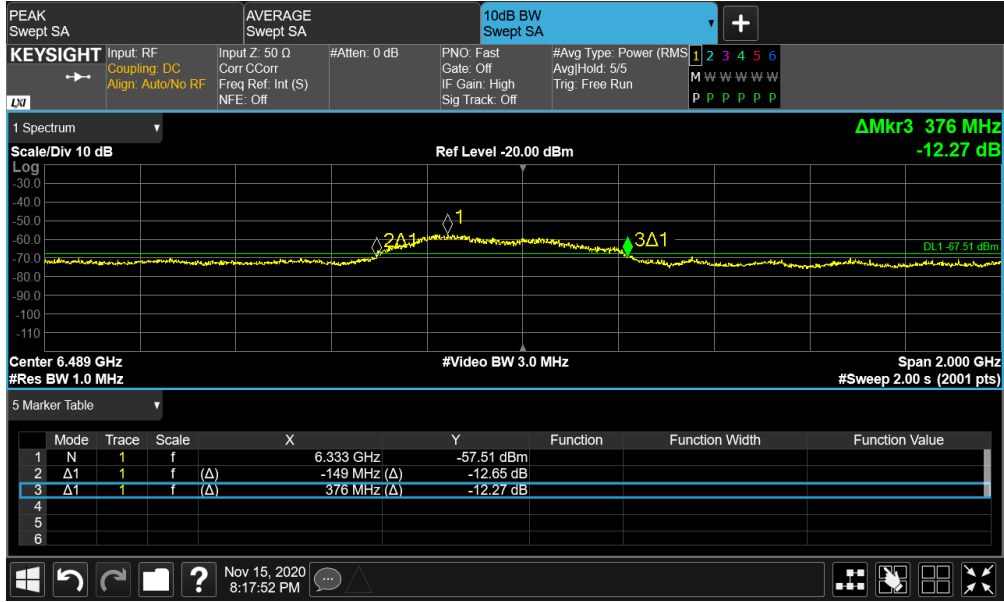 PEAK
Swept SA
AVERAGE
Swept SA
10dB BW
Swept SA
+
KEYSIGHT
LXI
Input: RF
Coupling: DC
Align: Auto/No RF
Input Z: 50 Ω
Corr CCorr
Freq Ref: Int (S)
NFE: Off
#Atten: 0 dB
PNO: Fast
Gate: Off
IF Gain: High
Sig Track: Off
#Avg Type: Power (RMS
Avg|Hold: 5/5
Trig: Free Run
1 2 3 4 5 6
M W W W W W
P P P P P P
1 Spectrum
ΔMkr3 376 MHz
-12.27 dB
Scale/Div 10 dB
Ref Level -20.00 dBm
Log
-30.0
-40.0
-50.0
-60.0
-70.0
-80.0
-90.0
-100
-110
1
2Δ1
3Δ1
DL1 -67.51 dBm
Center 6.489 GHz
#Video BW 3.0 MHz
Span 2.000 GHz
#Res BW 1.0 MHz
#Sweep 2.00 s (2001 pts)
5 Marker Table
Mode Trace Scale X Y Function Function Width Function Value
1 N 1 f 6.333 GHz -57.51 dBm
2 Δ1 1 f (Δ) -149 MHz (Δ) -12.65 dB
3 Δ1 1 f (Δ) 376 MHz (Δ) -12.27 dB
4
5
6
?
Nov 15, 2020
8:17:52 PM